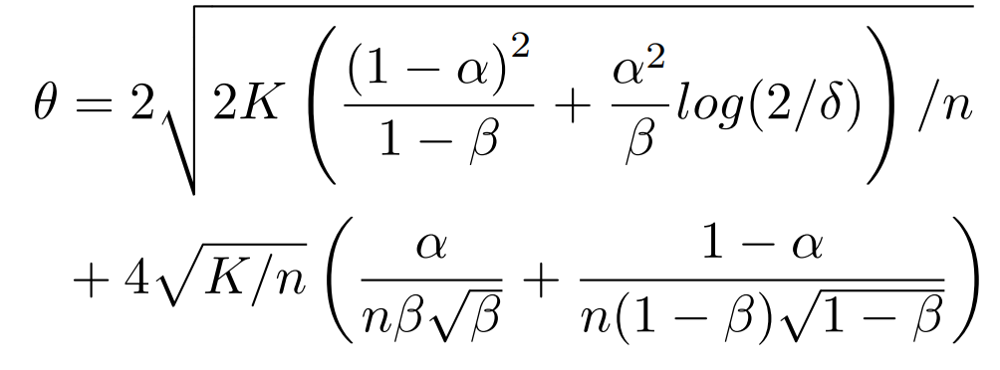 θ = 2√(2K((1 − α)²/(1 − β) + α²/β log(2/δ))/n)
+ 4√(K/n) (α/(nβ√β) + (1 − α)/(n(1 − β)√(1 − β)))